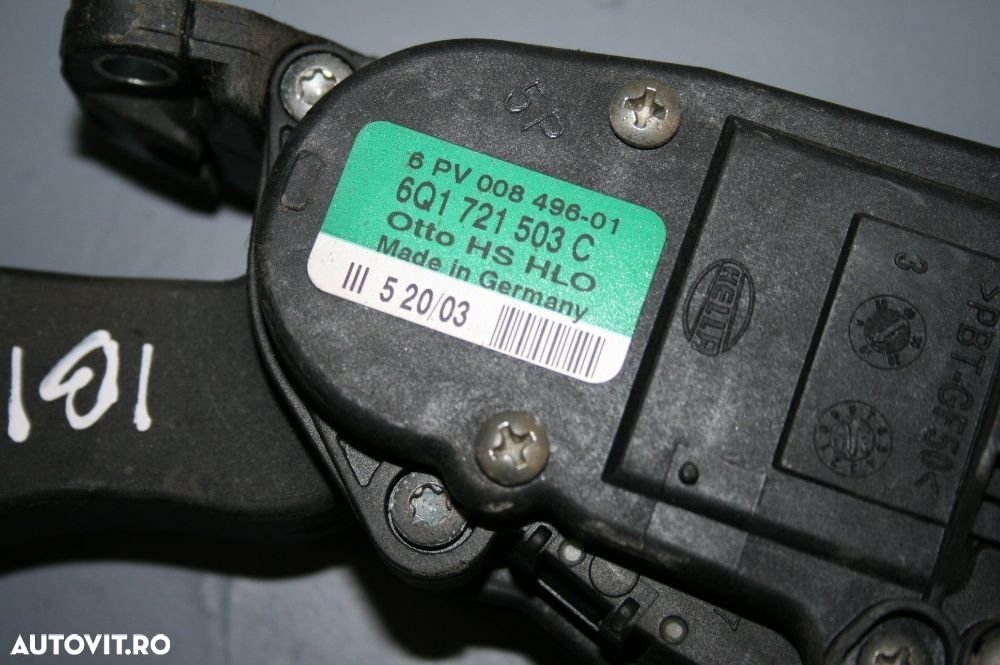 5P
6 PV 008 496-01
6Q1 721 503 C
Otto HS HLO
Made in Germany
III 5 20/03
HELLA
3
>PBT-GF50<
101
AUTOVIT.RO